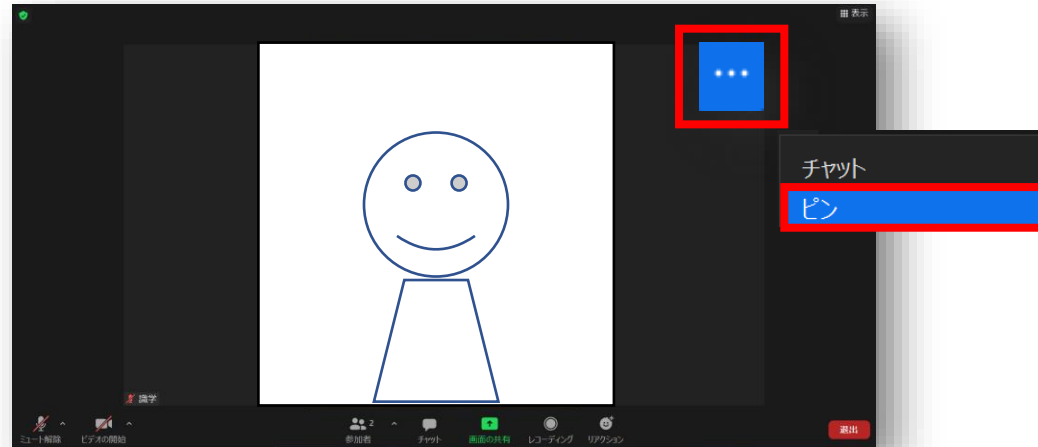 表示
チャット
ピン
識学
ミュート解除
ビデオの開始
参加者
2
チャット
画面の共有
レコーディング
リアクション
退出